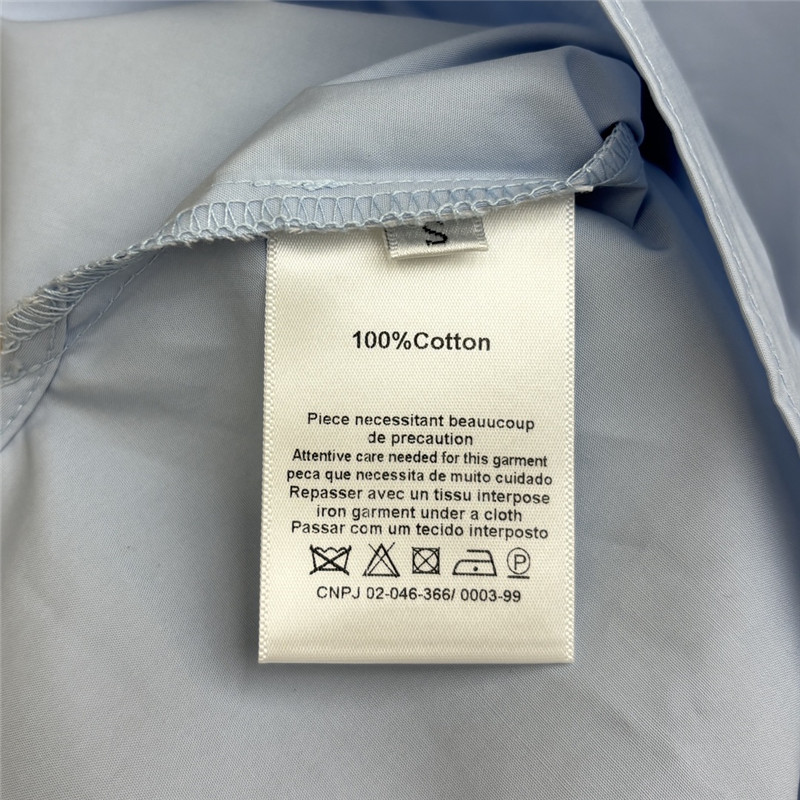 S
100%Cotton
Piece necessitant beauucoup
de precaution
Attentive care needed for this garment
peca que necessita de muito cuidado
Repasser avec un tissu interpose
iron garment under a cloth
Passar com um tecido interposto
P
CNPJ 02-046-366/ 0003-99